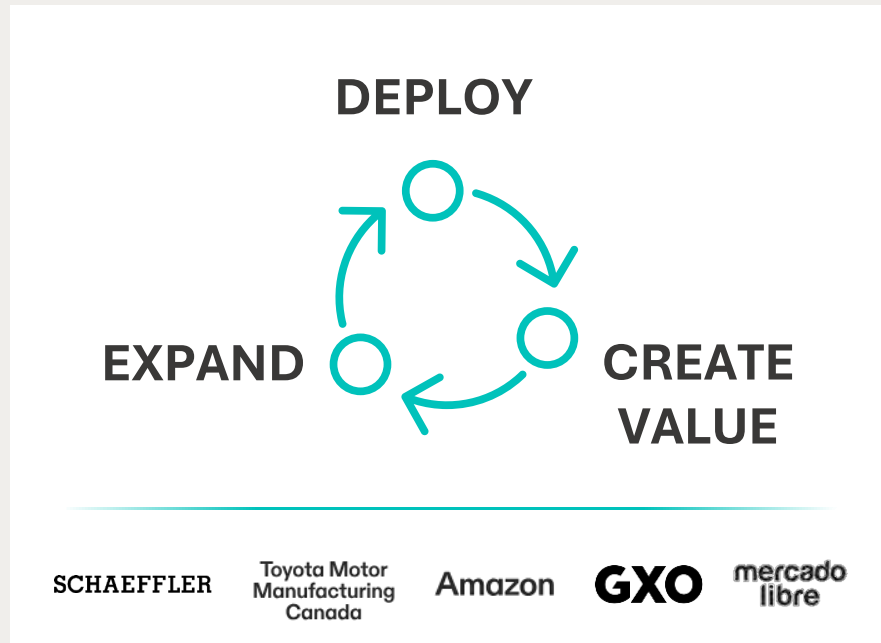 DEPLOY
EXPAND
CREATE
VALUE
SCHAEFFLER
Toyota Motor
Manufacturing
Canada
Amazon
GXO
mercado
libre